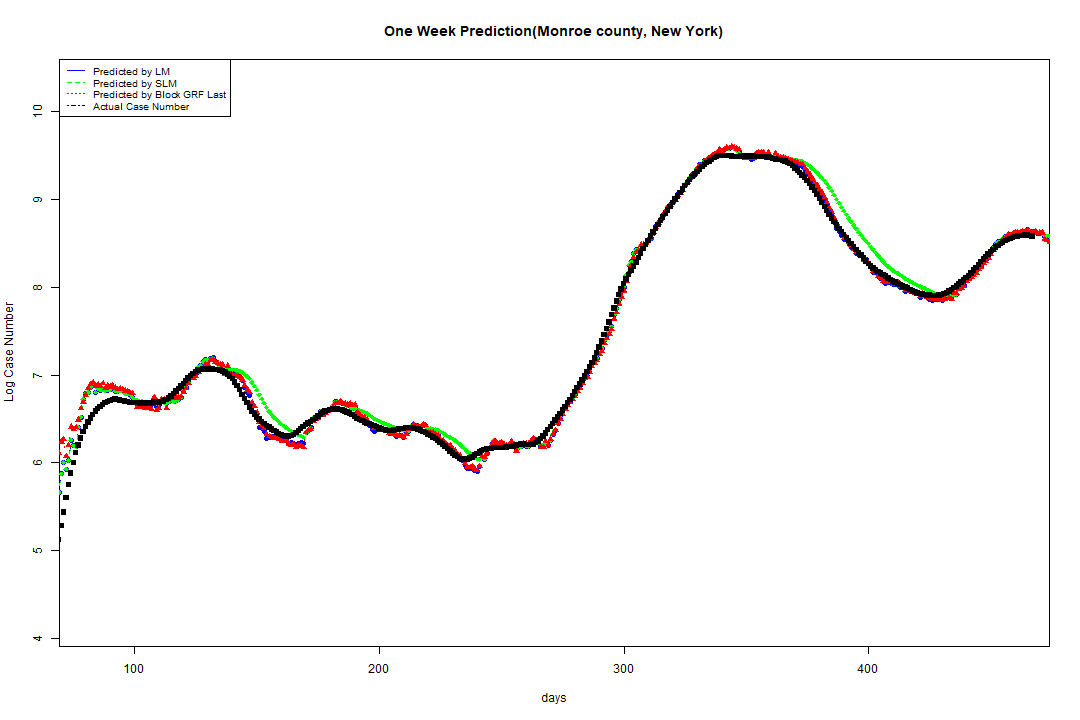 One Week Prediction(Monroe county, New York)
Predicted by LM
Predicted by SLM
Predicted by Block GRF Last
Actual Case Number
10
9
8
7
6
5
4
Log Case Number
100 200 300 400
days